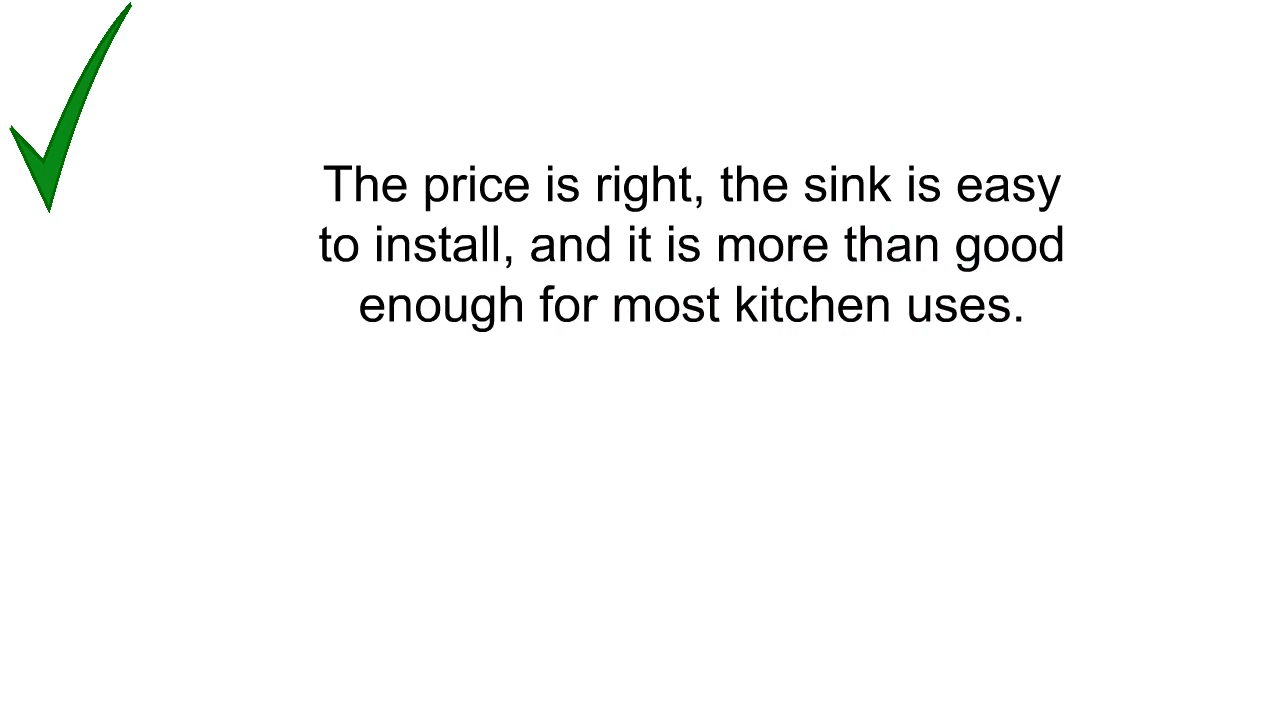 The price is right, the sink is easy
to install, and it is more than good
enough for most kitchen uses.